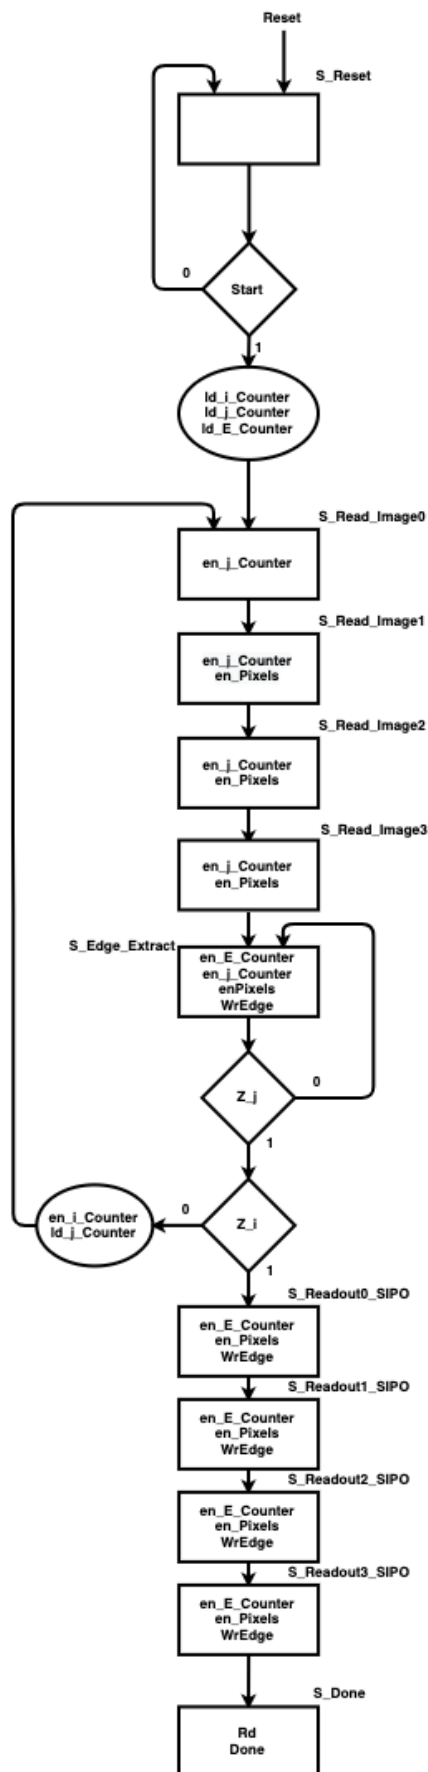 Reset
S_Reset
0
Start
1
ld_i_Counter
ld_j_Counter
ld_E_Counter
S_Read_Image0
en_j_Counter
S_Read_Image1
en_j_Counter
en_Pixels
S_Read_Image2
en_j_Counter
en_Pixels
S_Read_Image3
en_j_Counter
en_Pixels
S_Edge_Extract
en_E_Counter
en_j_Counter
enPixels
WrEdge
Z_j
0
1
en_i_Counter
ld_j_Counter
0
Z_i
1
S_Readout0_SIPO
en_E_Counter
en_Pixels
WrEdge
S_Readout1_SIPO
en_E_Counter
en_Pixels
WrEdge
S_Readout2_SIPO
en_E_Counter
en_Pixels
WrEdge
S_Readout3_SIPO
en_E_Counter
en_Pixels
WrEdge
S_Done
Rd
Done